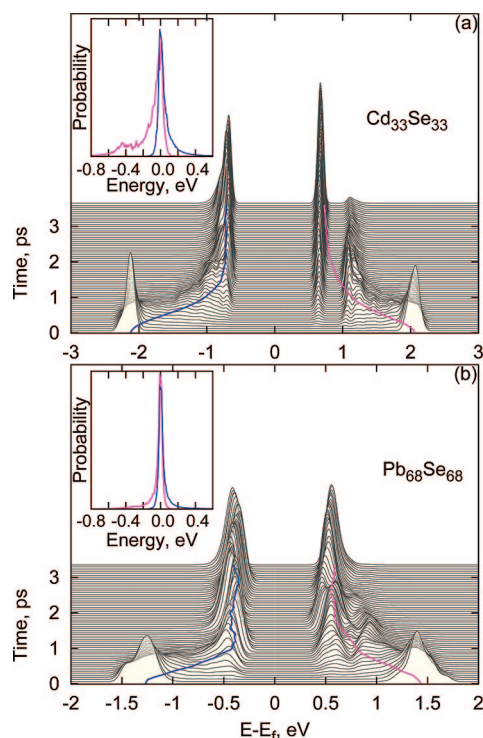 (a)
Probability
-0.8 -0.4 0.0 0.4
Energy, eV
Cd33Se33
Time, ps
3
2
1
0
-3 -2 -1 0 1 2 3
(b)
Probability
-0.8 -0.4 0.0 0.4
Energy, eV
Pb68Se68
Time, ps
3
2
1
0
-2 -1.5 -1 -0.5 0 0.5 1 1.5 2
E-Ef, eV